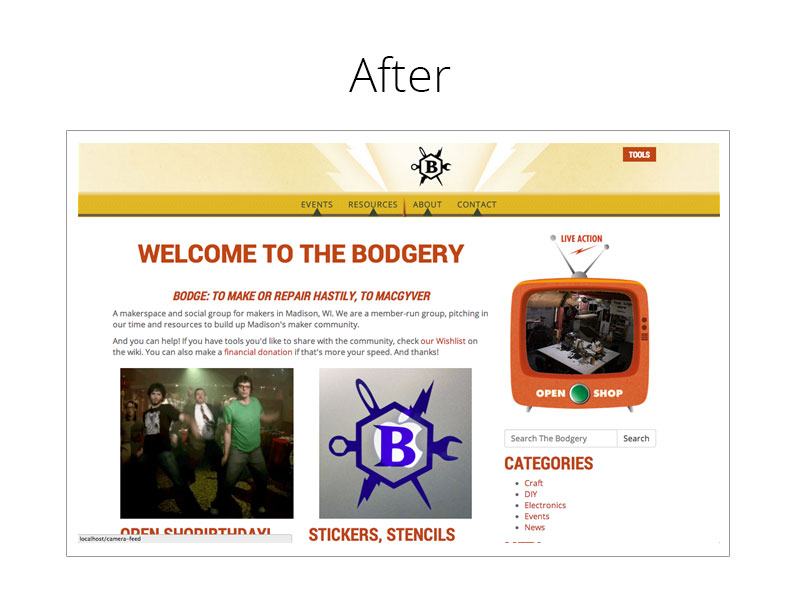 After
B
TOOLS
EVENTS RESOURCES ABOUT CONTACT
WELCOME TO THE BODGERY
BODGE: TO MAKE OR REPAIR HASTILY, TO MACGYVER
A makerspace and social group for makers in Madison, WI. We are a member-run group, pitching in
our time and resources to build up Madison's maker community.
And you can help! If you have tools you'd like to share with the community, check our Wishlist on
the wiki. You can also make a financial donation if that's more your speed. And thanks!
B
OPEN SHOPIRTHDAY!
STICKERS, STENCILS
localhost/camera-feed
LIVE ACTION
OPEN SHOP
Search The Bodgery Search
CATEGORIES
Craft
DIY
Electronics
Events
News